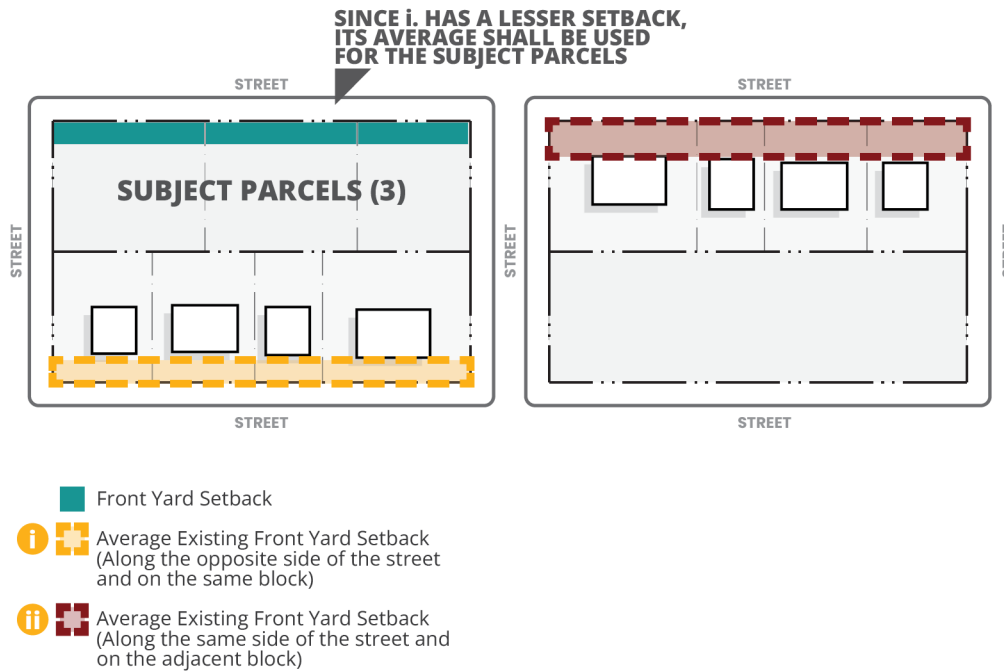 SINCE i. HAS A LESSER SETBACK,
ITS AVERAGE SHALL BE USED
FOR THE SUBJECT PARCELS
STREET
STREET
SUBJECT PARCELS (3)
STREET
STREET
STREET
STREET
STREET
Front Yard Setback
i
Average Existing Front Yard Setback
(Along the opposite side of the street
and on the same block)
ii
Average Existing Front Yard Setback
(Along the same side of the street and
on the adjacent block)